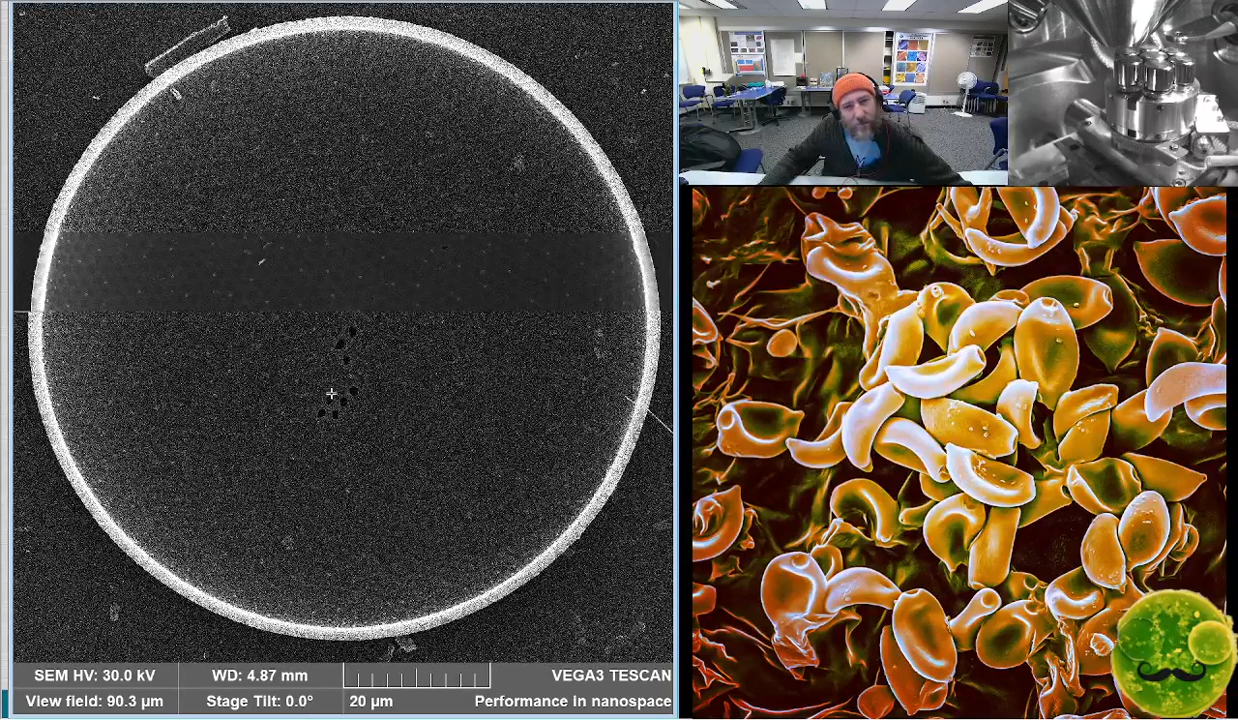 SEM HV: 30.0 kV WD: 4.87 mm VEGA3 TESCAN
View field: 90.3 µm Stage Tilt: 0.0° 20 µm Performance in nanospace